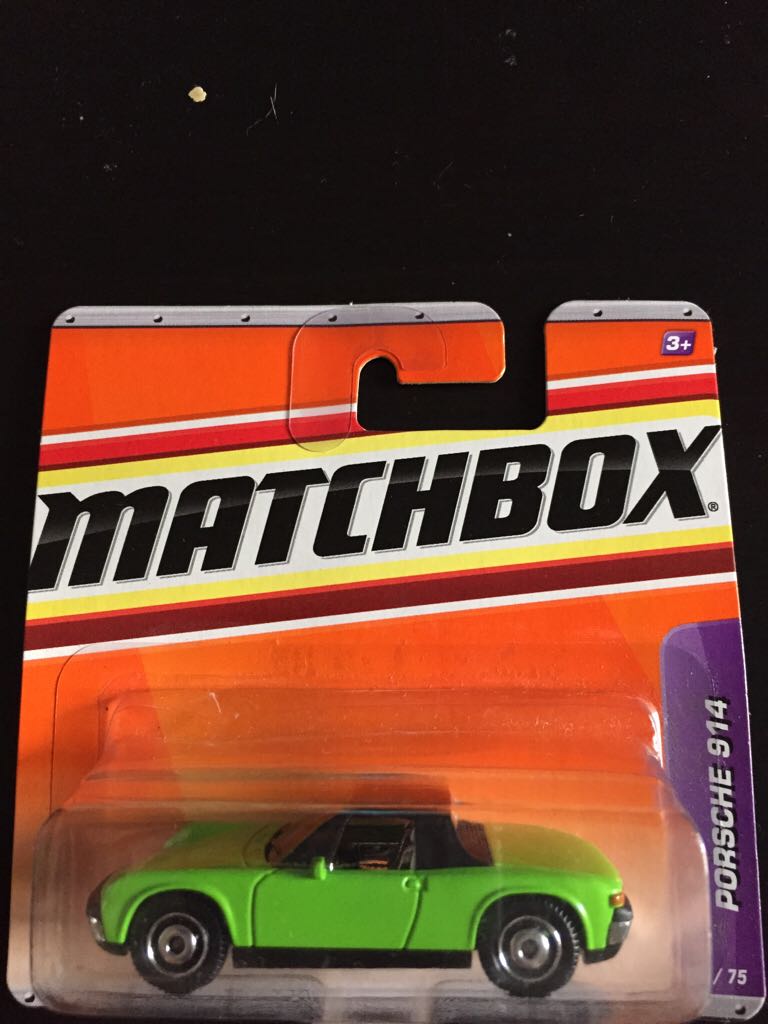 3+
MATCHBOX®
PORSCHE 914
/ 75